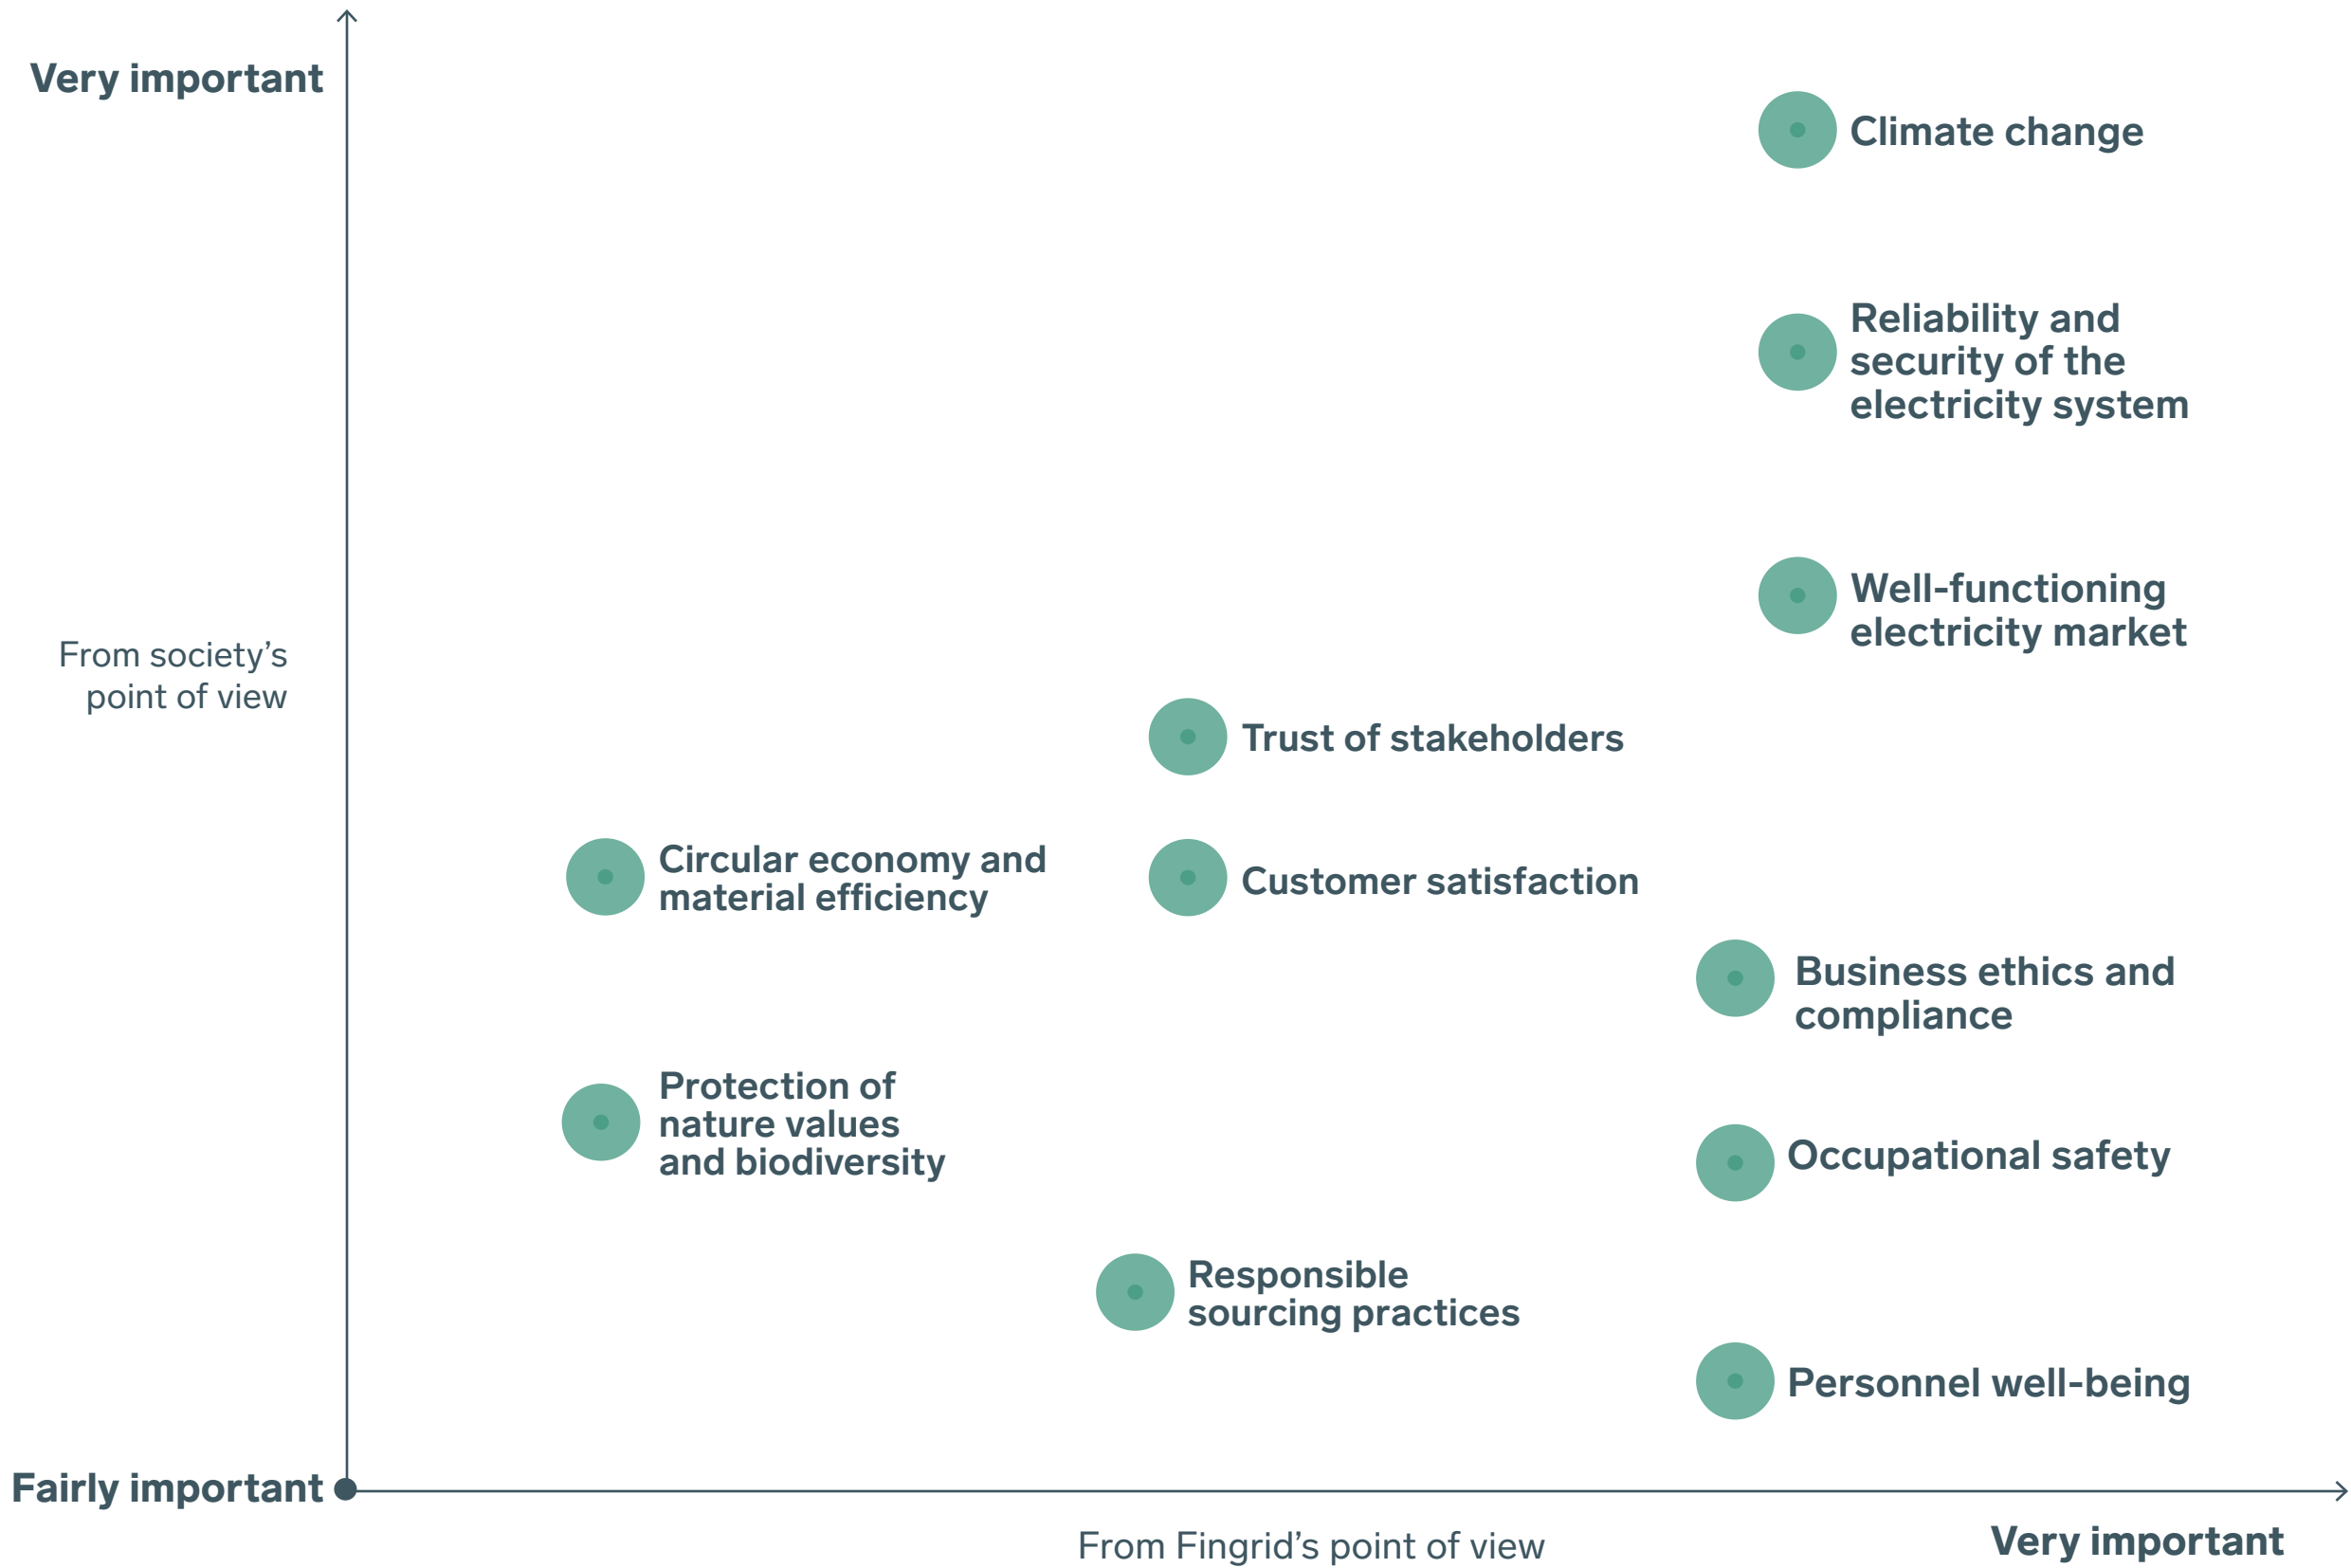 Very important
Climate change
Reliability and
security of the
electricity system
Well-functioning
electricity market
From society’s
point of view
Trust of stakeholders
Circular economy and
material efficiency
Customer satisfaction
Business ethics and
compliance
Protection of
nature values
and biodiversity
Occupational safety
Responsible
sourcing practices
Personnel well-being
Fairly important
From Fingrid’s point of view
Very important